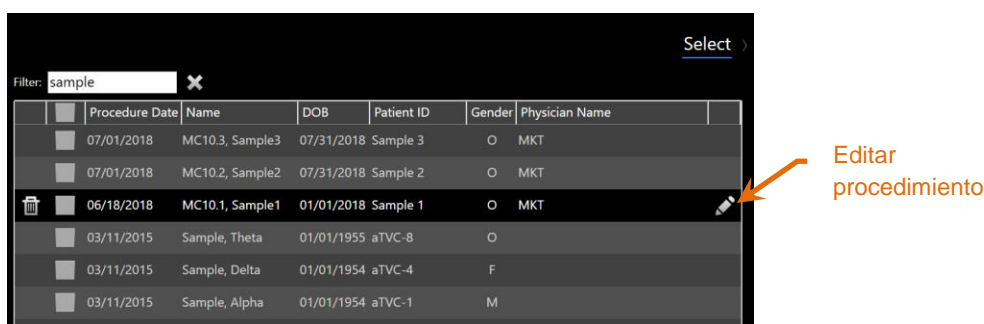 Select
Filter: sample
Procedure Date Name DOB Patient ID Gender Physician Name
07/01/2018 MC10.3, Sample3 07/31/2018 Sample 3 O MKT
07/01/2018 MC10.2, Sample2 07/31/2018 Sample 2 O MKT
06/18/2018 MC10.1, Sample1 01/01/2018 Sample 1 O MKT
03/11/2015 Sample, Theta 01/01/1955 aTVC-8 O
03/11/2015 Sample, Delta 01/01/1954 aTVC-4 F
03/11/2015 Sample, Alpha 01/01/1954 aTVC-1 M
Editar
procedimiento